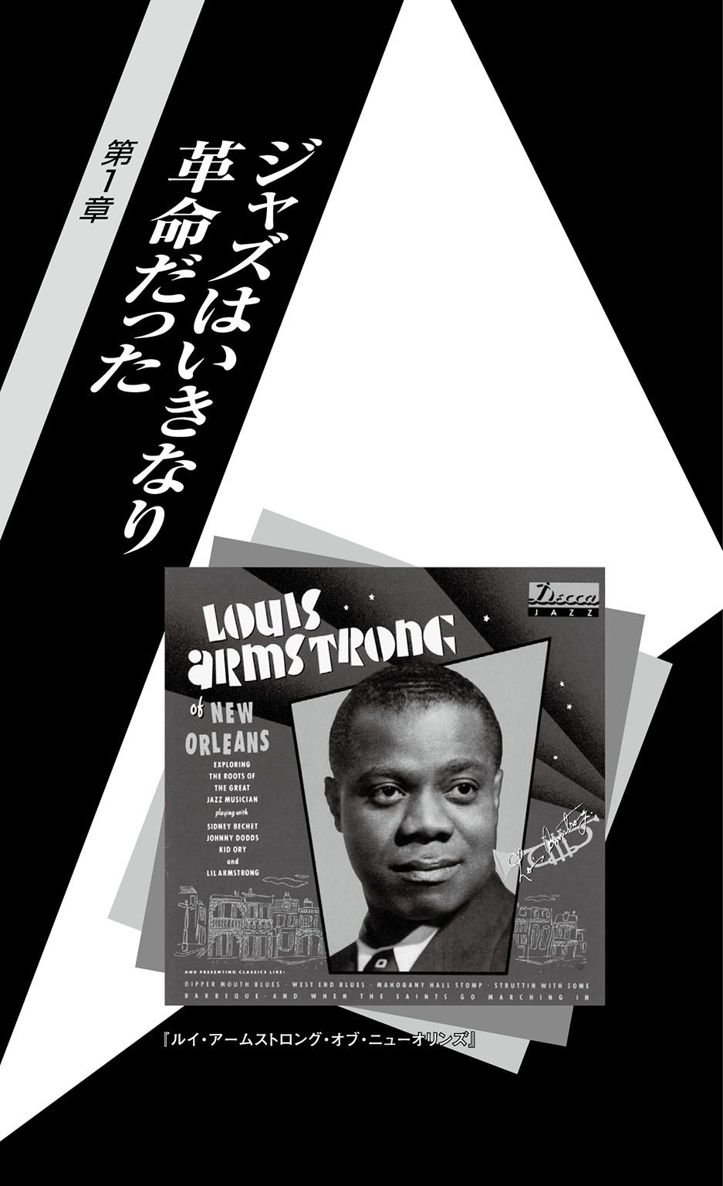 第1章
ジャズはいきなり
革命だった
Decca
JAZZ
LOUIS
ARMSTRONG
of NEW
ORLEANS
EXPLORING
THE ROOTS OF
THE GREAT
JAZZ MUSICIAN
playing with
SIDNEY BECHET
JOHNNY DODDS
KID ORY
and
LIL ARMSTRONG
Louis Armstrong
AND PRESENTING CLASSICS LIKE:
DIPPER MOUTH BLUES · WEST END BLUES · MAHOGANY HALL STOMP · STRUTTIN WITH SOME
BARBEQUE · AND WHEN THE SAINTS GO MARCHING IN
『ルイ・アームストロング・オブ・ニューオリンズ』